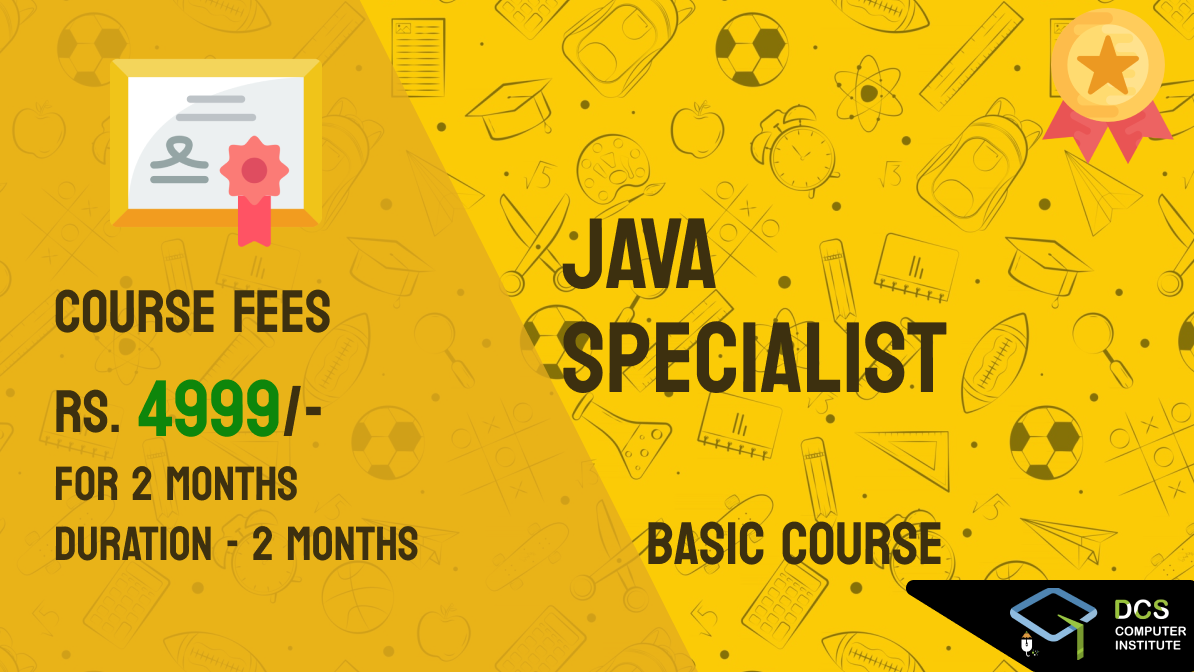 COURSE FEES
RS. 4999/-
FOR 2 MONTHS
DURATION - 2 MONTHS
JAVA
SPECIALIST
BASIC COURSE
DCS
COMPUTER
INSTITUTE